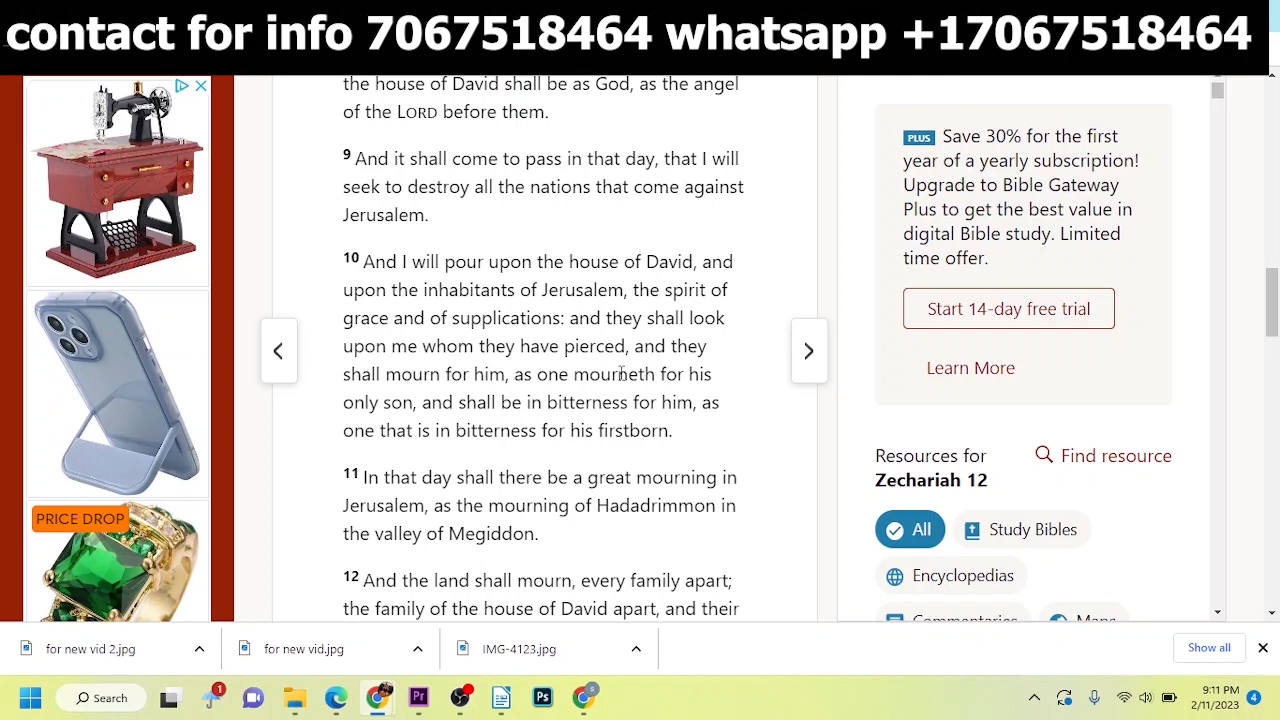 contact for info 7067518464 whatsapp +17067518464
the house of David shall be as God, as the angel
of the LORD before them.
9 And it shall come to pass in that day, that I will
seek to destroy all the nations that come against
Jerusalem.
10 And I will pour upon the house of David, and
upon the inhabitants of Jerusalem, the spirit of
grace and of supplications: and they shall look
upon me whom they have pierced, and they
shall mourn for him, as one mourneth for his
only son, and shall be in bitterness for him, as
one that is in bitterness for his firstborn.
11 In that day shall there be a great mourning in
Jerusalem, as the mourning of Hadadrimmon in
the valley of Megiddon.
12 And the land shall mourn, every family apart;
the family of the house of David apart, and their
PRICE DROP
PLUS Save 30% for the first
year of a yearly subscription!
Upgrade to Bible Gateway
Plus to get the best value in
digital Bible study. Limited
time offer.
Start 14-day free trial
Learn More
Resources for
Zechariah 12
Find resource
All
Study Bibles
Encyclopedias
Commentaries
Maps
for new vid 2.jpg
for new vid.jpg
IMG-4123.jpg
Show all
Search
1
Pr
Ps
S
9:11 PM
2/11/2023
4